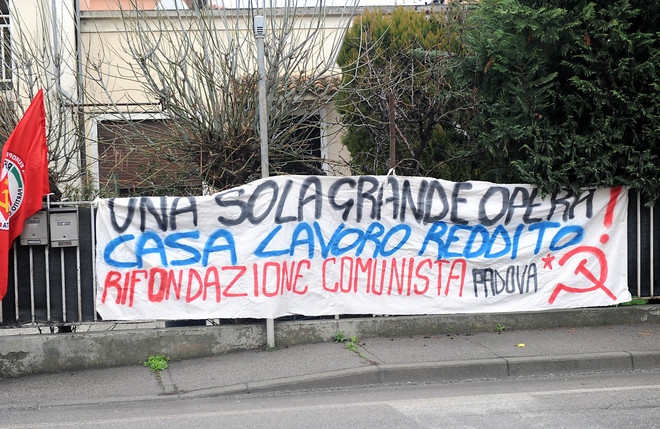 UNA SOLA GRANDE OPERA!
CASA LAVORO REDDITO
RIFONDAZIONE COMUNISTA PADOVA